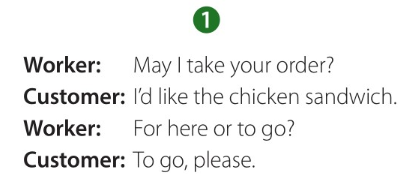 1
Worker: May I take your order?
Customer: I'd like the chicken sandwich.
Worker: For here or to go?
Customer: To go, please.